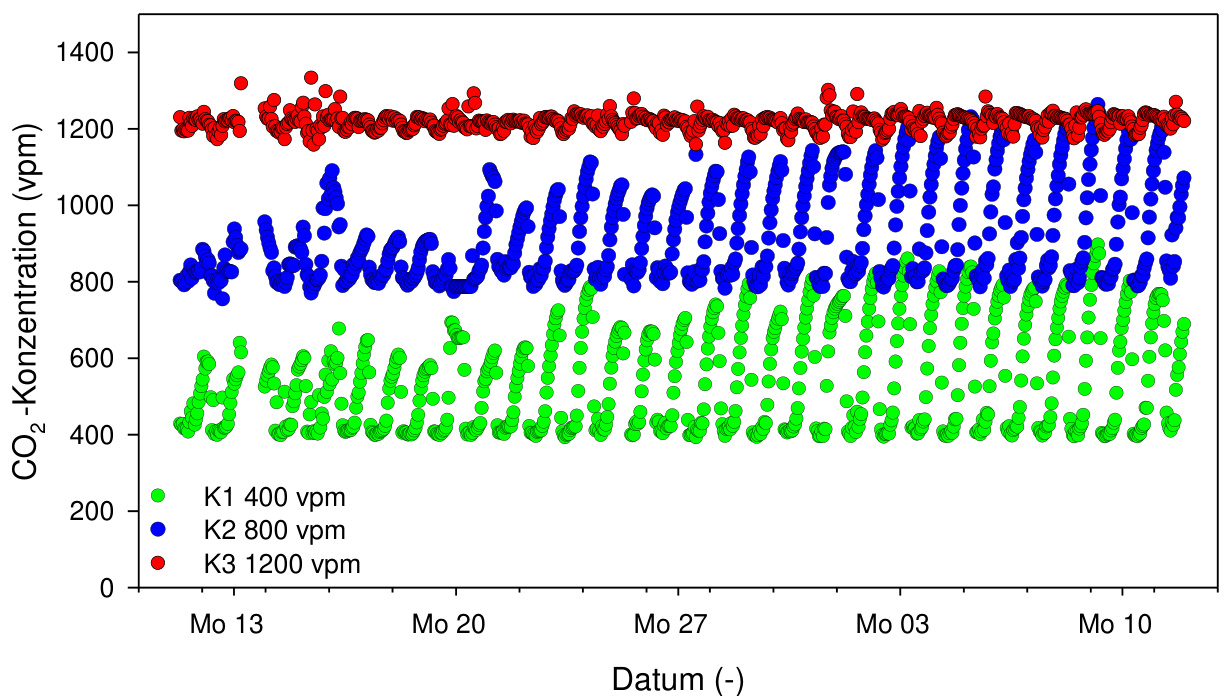 CO2-Konzentration (vpm)
1400
1200
1000
800
600
400
200
0
K1 400 vpm
K2 800 vpm
K3 1200 vpm
Mo 13 Mo 20 Mo 27 Mo 03 Mo 10
Datum (-)